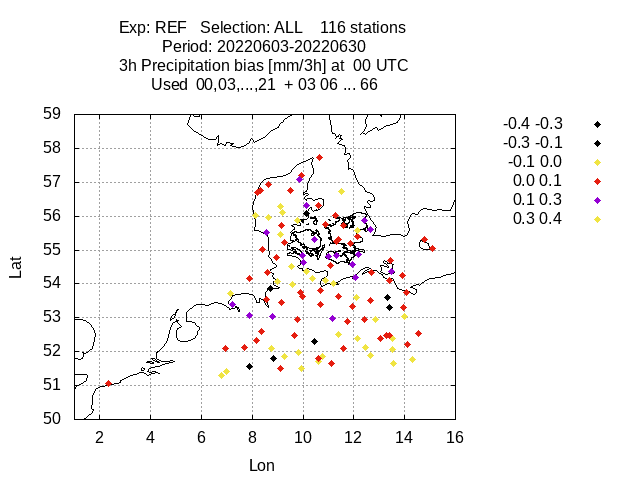 Exp: REF   Selection: ALL    116 stations
Period: 20220603-20220630
3h Precipitation bias [mm/3h] at  00 UTC
Used  00,03,...,21  + 03 06 ... 66
59
58
57
56
55
54
53
52
51
50
Lat
2 4 6 8 10 12 14 16
Lon
-0.4 -0.3
-0.3 -0.1
-0.1 0.0
0.0 0.1
0.1 0.3
0.3 0.4